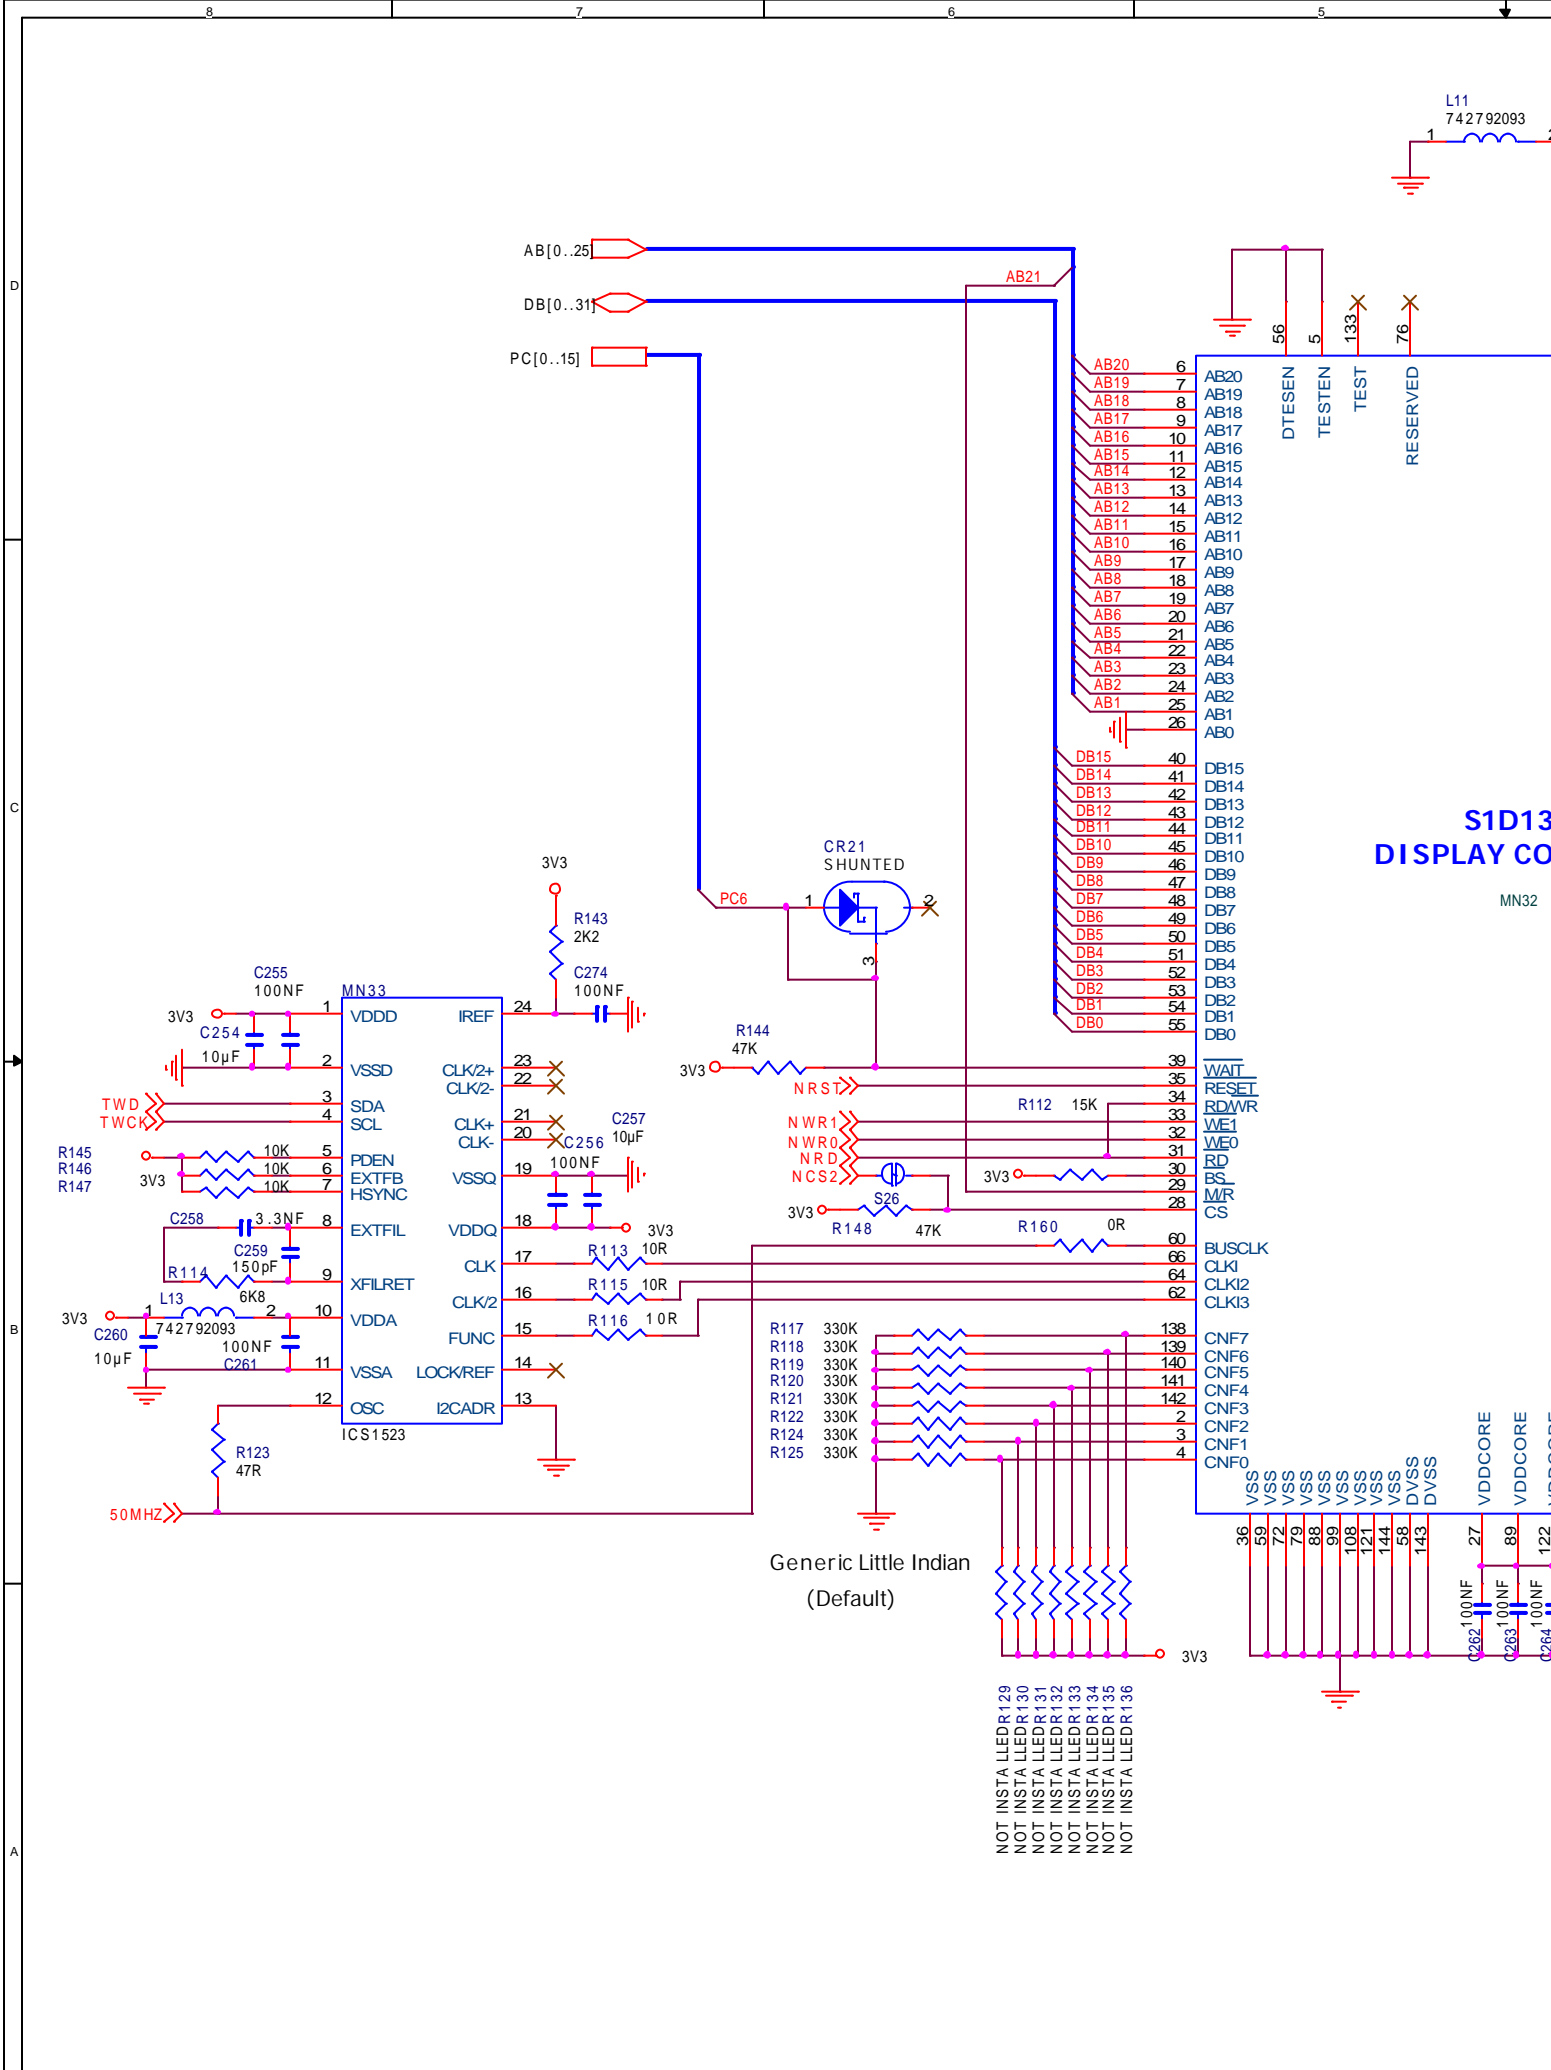 8 7 6 5
L11
742792093
1
AB[0..25]
AB21
D
DB[0..31]
PC[0..15]
56 5 133 76
DTESEN TESTEN TEST RESERVED
AB20 6 AB20
AB19 7 AB19
AB18 8 AB18
AB17 9 AB17
AB16 10 AB16
AB15 11 AB15
AB14 12 AB14
AB13 13 AB13
AB12 14 AB12
AB11 15 AB11
AB10 16 AB10
AB9 17 AB9
AB8 18 AB8
AB7 19 AB7
AB6 20 AB6
AB5 21 AB5
AB4 22 AB4
AB3 23 AB3
AB2 24 AB2
AB1 25 AB1
26 AB0
DB15 40 DB15
DB14 41 DB14
DB13 42 DB13
DB12 43 DB12
DB11 44 DB11
DB10 45 DB10
DB9 46 DB9
DB8 47 DB8
DB7 48 DB7
DB6 49 DB6
DB5 50 DB5
DB4 51 DB4
DB3 52 DB3
DB2 53 DB2
DB1 54 DB1
DB0 55 DB0
C
S1D13
DISPLAY CO
MN32
CR21
SHUNTED
PC6 1 2
3
3V3
R143
2K2
C274
100NF
C255
100NF
3V3
C254
10µF
MN33
1 VDDD IREF 24
2 VSSD CLK/2+ 23
CLK/2- 22
TWD 3 SDA
TWCK 4 SCL
CLK+ 21
CLK- 20
R145 10K 5 PDEN
R146 10K 6 EXTFB
R147 3V3 10K 7 HSYNC
VSSQ 19
C256
100NF
C257
10µF
C258 3.3NF 8 EXTFIL VDDQ 18 3V3
C259
150pF
R114 6K8
9 XFILRET CLK 17 R113 10R
CLK/2 16 R115 10R
3V3 1 L13 2 10 VDDA
742792093
FUNC 15 R116 10R
C260
10µF
100NF
C261
11 VSSA LOCK/REF 14
12 OSC I2CADR 13
ICS1523
R123
47R
50MHZ
R144
47K
3V3
39 WAIT
NRST 35 RESET
R112 15K 34 RD/WR
NWR1 33 WE1
NWR0 32 WE0
NRD 31 RD
NCS2 3V3 30 BS
S26
29 M/R
3V3 R148 47K 28 CS
R160 0R 60 BUSCLK
66 CLKI
64 CLKI2
62 CLKI3
B
R117 330K 138 CNF7
R118 330K 139 CNF6
R119 330K 140 CNF5
R120 330K 141 CNF4
R121 330K 142 CNF3
R122 330K 2 CNF2
R124 330K 3 CNF1
R125 330K 4 CNF0
VSS VSS VSS VSS VSS VSS VSS VSS VSS DVSS DVSS VDDCORE VDDCORE VDDCORE
36 59 72 79 88 99 108 121 144 58 143 27 89 122
Generic Little Indian
(Default)
100NF 100NF 100NF
C262 C263 C264
3V3
NOT INSTALLED R129
NOT INSTALLED R130
NOT INSTALLED R131
NOT INSTALLED R132
NOT INSTALLED R133
NOT INSTALLED R134
NOT INSTALLED R135
NOT INSTALLED R136
A